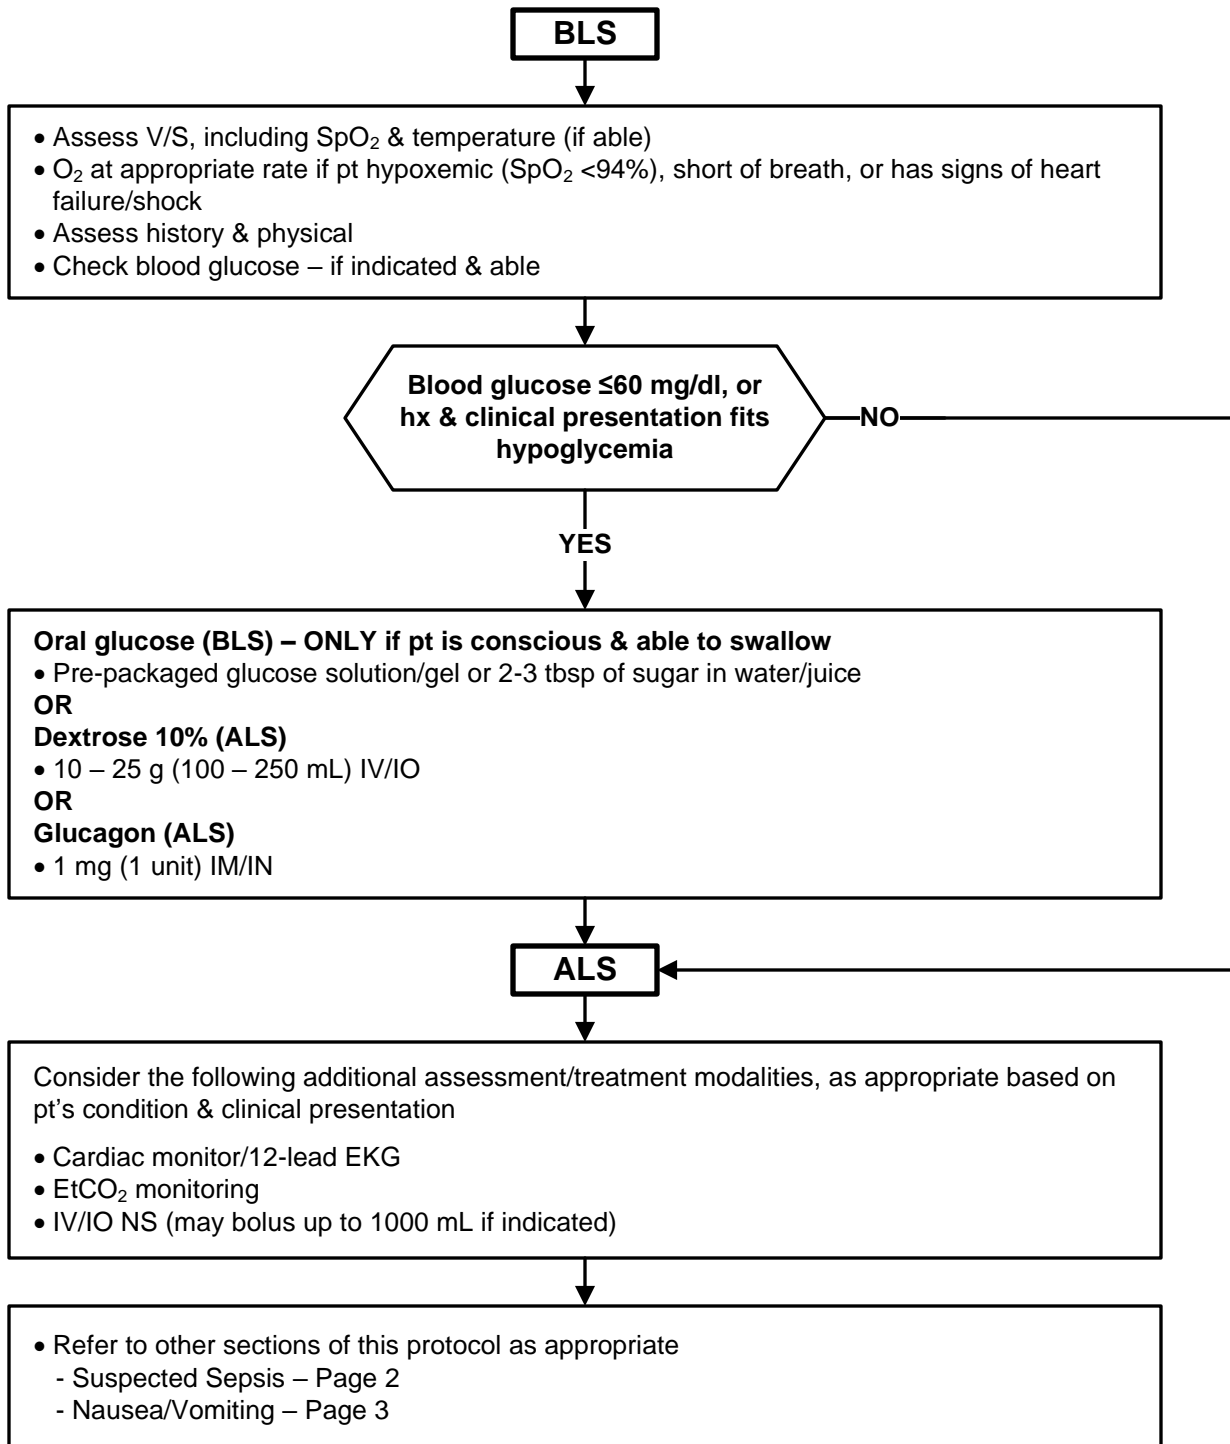 BLS
• Assess V/S, including SpO₂ & temperature (if able)
• O₂ at appropriate rate if pt hypoxemic (SpO₂ <94%), short of breath, or has signs of heart
failure/shock
• Assess history & physical
• Check blood glucose – if indicated & able
Blood glucose ≤60 mg/dl, or
hx & clinical presentation fits
hypoglycemia
NO
YES
Oral glucose (BLS) – ONLY if pt is conscious & able to swallow
• Pre-packaged glucose solution/gel or 2-3 tbsp of sugar in water/juice
OR
Dextrose 10% (ALS)
• 10 – 25 g (100 – 250 mL) IV/IO
OR
Glucagon (ALS)
• 1 mg (1 unit) IM/IN
ALS
Consider the following additional assessment/treatment modalities, as appropriate based on
pt’s condition & clinical presentation
• Cardiac monitor/12-lead EKG
• EtCO₂ monitoring
• IV/IO NS (may bolus up to 1000 mL if indicated)
• Refer to other sections of this protocol as appropriate
- Suspected Sepsis – Page 2
- Nausea/Vomiting – Page 3